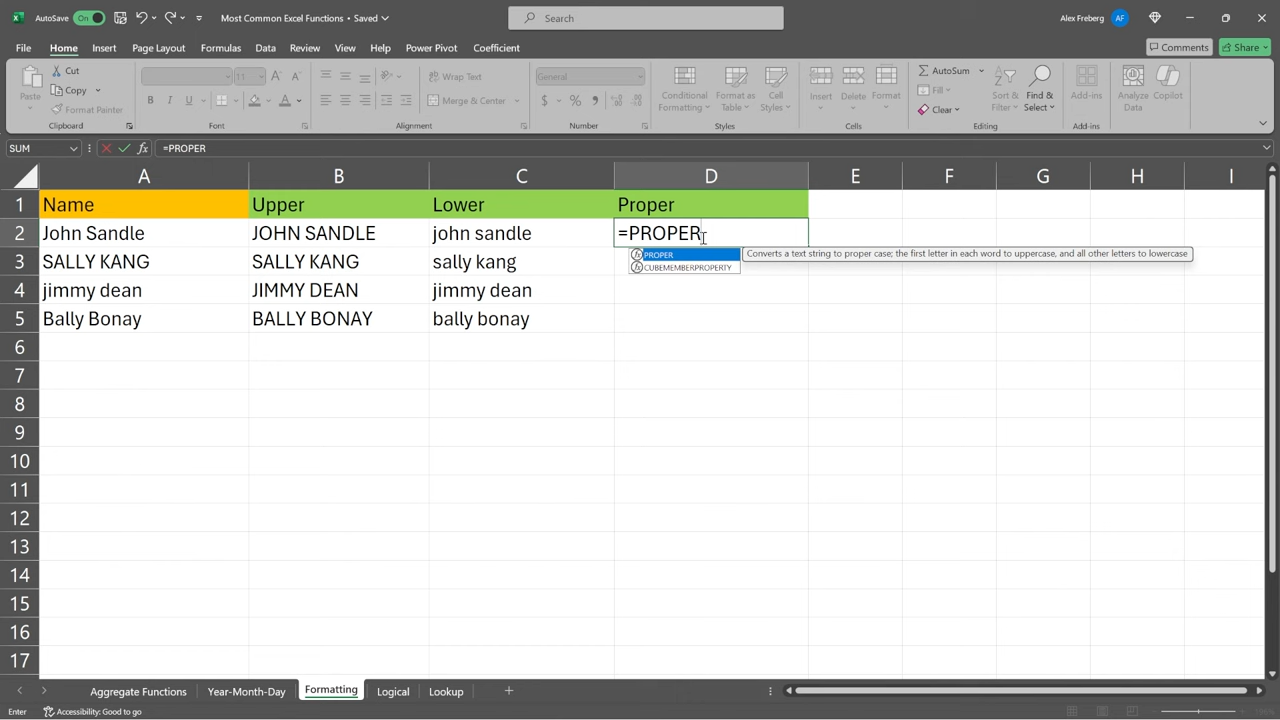 AutoSave On Most Common Excel Functions • Saved Search Alex Freberg AF
File Home Insert Page Layout Formulas Data Review View Help Power Pivot Coefficient Comments Share
Paste Cut Copy Format Painter Clipboard
11 A A B I U A Font
Wrap Text Merge & Center Alignment
General $ % Number
Conditional Formatting Format as Table Cell Styles Styles
Insert Delete Format Cells
AutoSum Fill Clear Sort & Filter Find & Select Editing
Add-ins Add-ins
Analyze Data Copilot
SUM fx =PROPER
A B C D E F G H I
1 Name Upper Lower Proper
2 John Sandle JOHN SANDLE john sandle =PROPER
PROPER Converts a text string to proper case; the first letter in each word to uppercase, and all other letters to lowercase
CUBEMEMBERPROPERTY
3 SALLY KANG SALLY KANG sally kang
4 jimmy dean JIMMY DEAN jimmy dean
5 Bally Bonay BALLY BONAY bally bonay
6
7
8
9
10
11
12
13
14
15
16
17
Aggregate Functions Year-Month-Day Formatting Logical Lookup
Enter Accessibility: Good to go